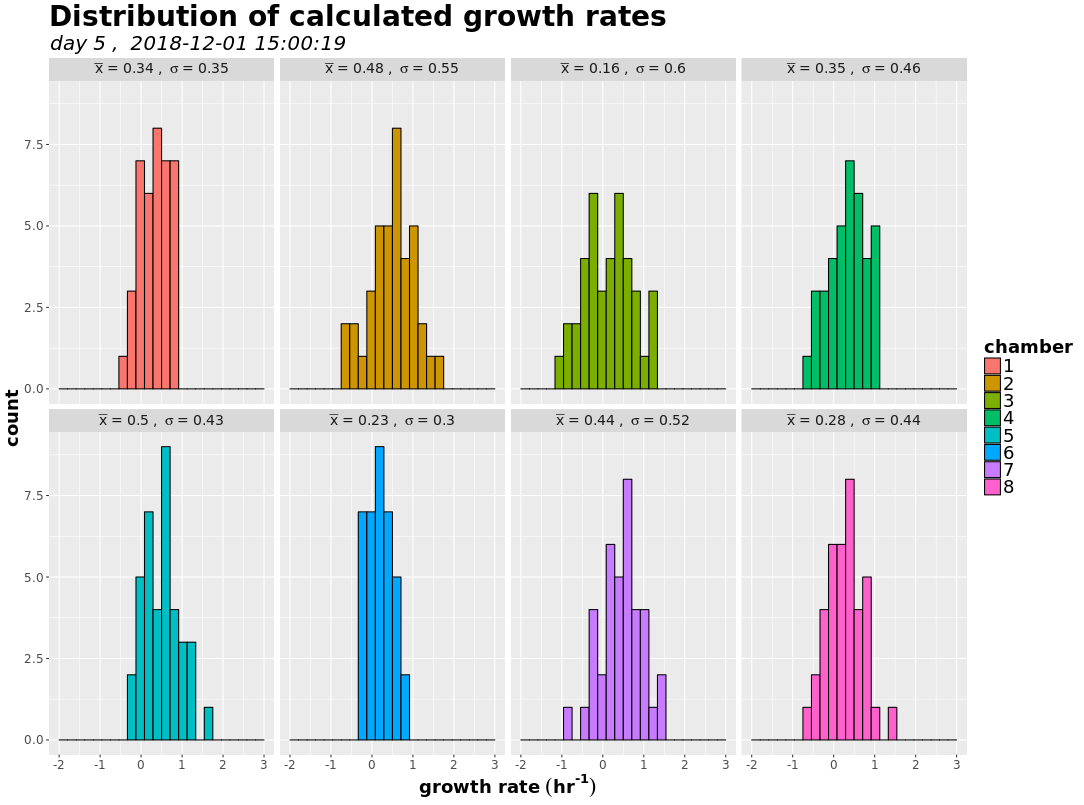 Distribution of calculated growth rates
day 5 ,  2018-12-01 15:00:19
x̅ = 0.34 ,  σ = 0.35
x̅ = 0.48 ,  σ = 0.55
x̅ = 0.16 ,  σ = 0.6
x̅ = 0.35 ,  σ = 0.46
7.5
5.0
2.5
0.0
x̅ = 0.5 ,  σ = 0.43
x̅ = 0.23 ,  σ = 0.3
x̅ = 0.44 ,  σ = 0.52
x̅ = 0.28 ,  σ = 0.44
7.5
5.0
2.5
0.0
-2 -1 0 1 2 3
-2 -1 0 1 2 3
-2 -1 0 1 2 3
-2 -1 0 1 2 3
count
growth rate (hr⁻¹)
chamber
1
2
3
4
5
6
7
8